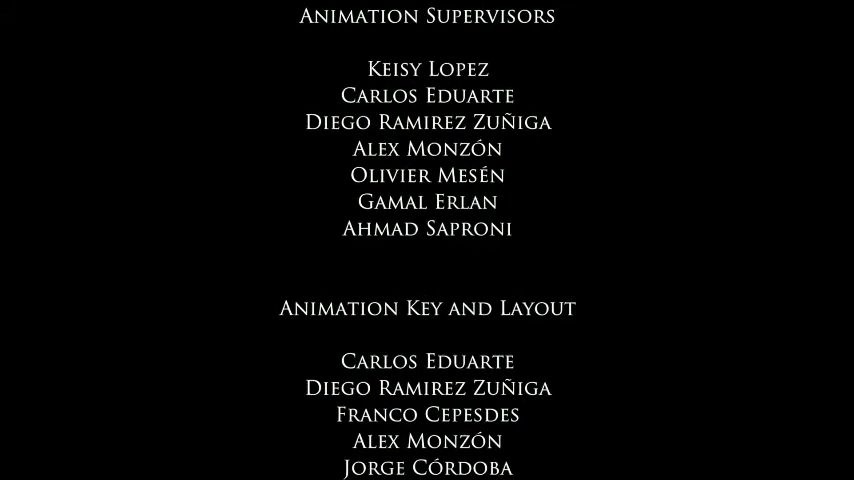 Animation Supervisors
Keisy Lopez
Carlos Eduarte
Diego Ramirez Zuñiga
Alex Monzón
Olivier Mesén
Gamal Erlan
Ahmad Saproni
Animation Key and Layout
Carlos Eduarte
Diego Ramirez Zuñiga
Franco Cepesdes
Alex Monzón
Jorge Córdoba